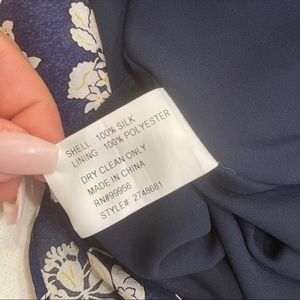 SHELL : 100% SILK
LINING : 100% POLYESTER
DRY CLEAN ONLY
MADE IN CHINA
RN#99956
STYLE#: 2748681